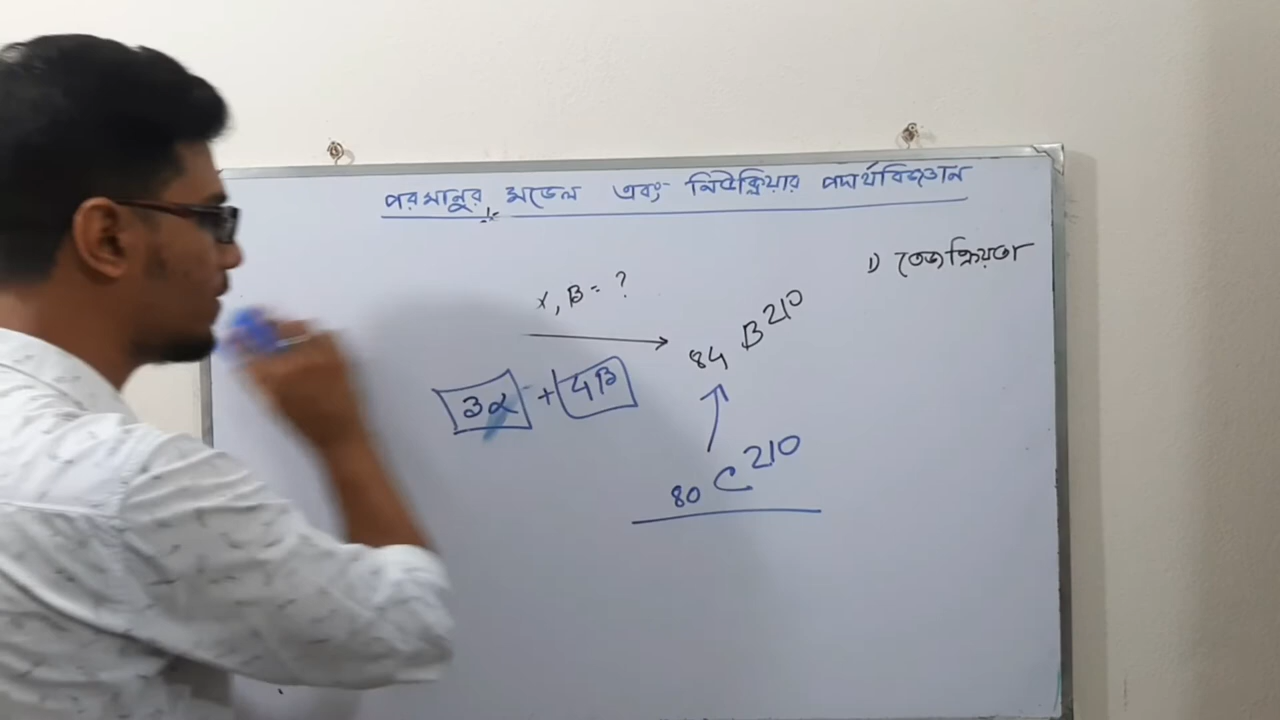 পরমানুর মডেল এবং নিউক্লিয়ার পদার্থবিজ্ঞান
১) তেজস্ক্রিয়তা
α, β = ?
84 B 210
3α + 4β
80 C 210